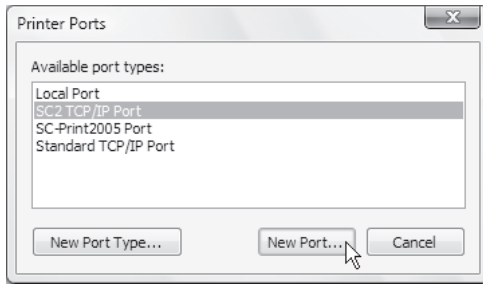 Printer Ports
Available port types:
Local Port
SC2 TCP/IP Port
SC-Print2005 Port
Standard TCP/IP Port
New Port Type... New Port... Cancel